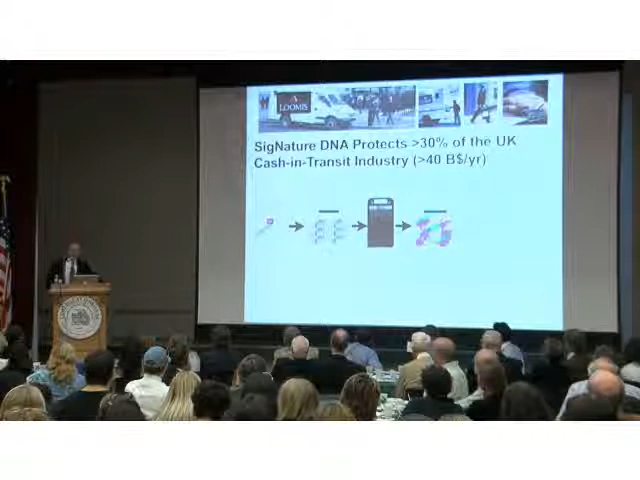 LOOMIS
SigNature DNA Protects >30% of the UK
Cash-in-Transit Industry (>40 B$/yr)